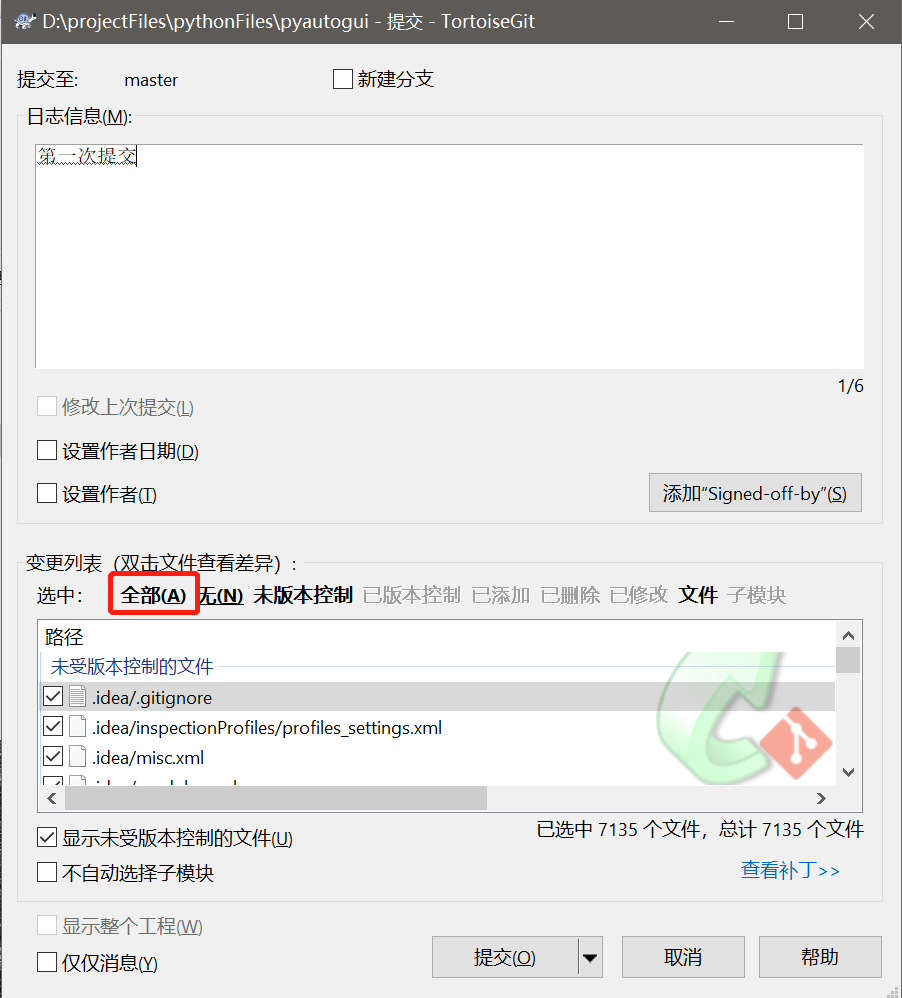 D:\projectFiles\pythonFiles\pyautogui - 提交 - TortoiseGit
提交至: master 新建分支
日志信息(M):
第一次提交
1/6
修改上次提交(L)
设置作者日期(D)
设置作者(T)
添加“Signed-off-by”(S)
变更列表（双击文件查看差异）:
选中: 全部(A) 无(N) 未版本控制 已版本控制 已添加 已删除 已修改 文件 子模块
路径
未受版本控制的文件
.idea/.gitignore
.idea/inspectionProfiles/profiles_settings.xml
.idea/misc.xml
显示未受版本控制的文件(U)
已选中 7135 个文件，总计 7135 个文件
不自动选择子模块
查看补丁>>
显示整个工程(W)
仅仅消息(Y)
提交(O) 取消 帮助